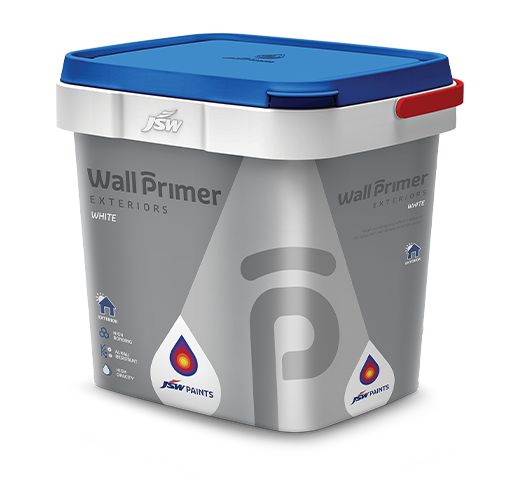 JSW
Wall Primer
EXTERIORS
WHITE
EXTERIOR
HIGH
BONDING
ALKALI
RESISTANT
HIGH
OPACITY
JSW PAINTS
Wall Primer
EXTERIORS
WHITE
EXTERIOR
JSW PAINTS